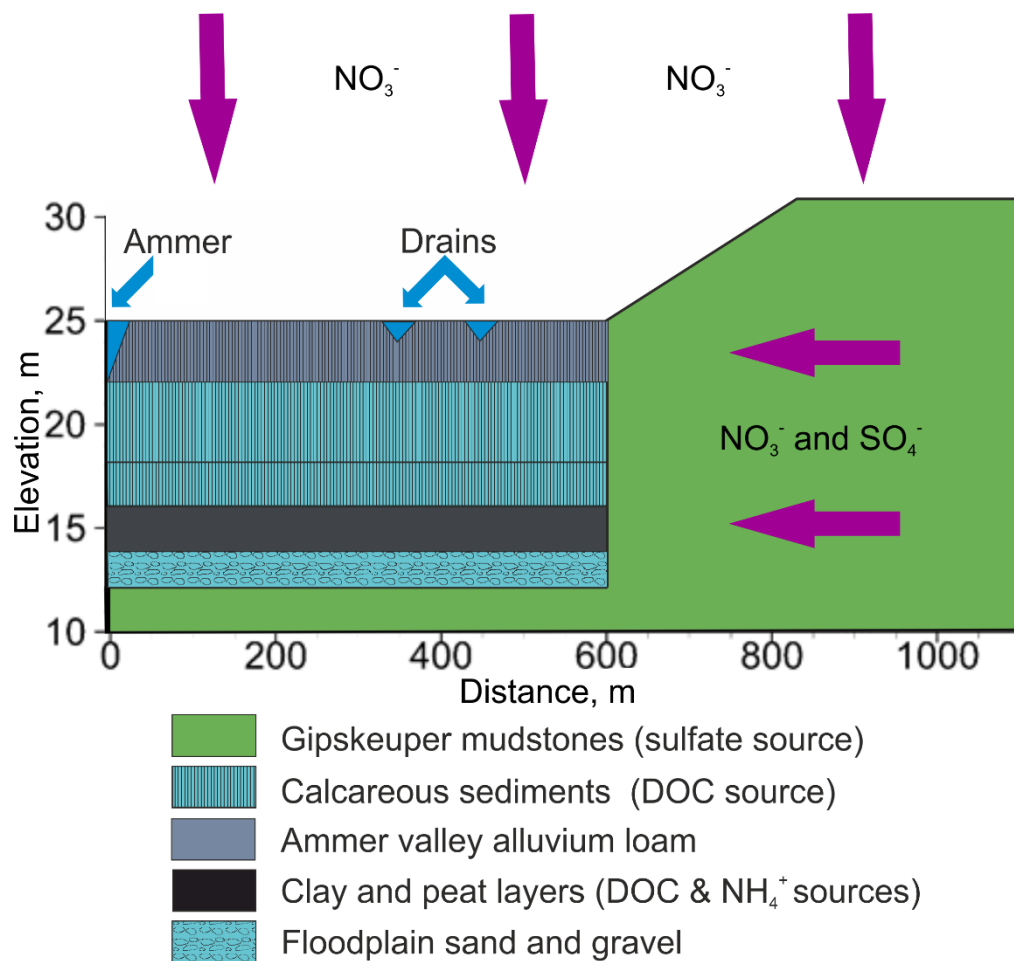 NO₃⁻ NO₃⁻
30
Ammer Drains
25
Elevation, m
20
NO₃⁻ and SO₄⁻
15
10
0 200 400 600 800 1000
Distance, m
Gipskeuper mudstones (sulfate source)
Calcareous sediments (DOC source)
Ammer valley alluvium loam
Clay and peat layers (DOC & NH₄⁺ sources)
Floodplain sand and gravel